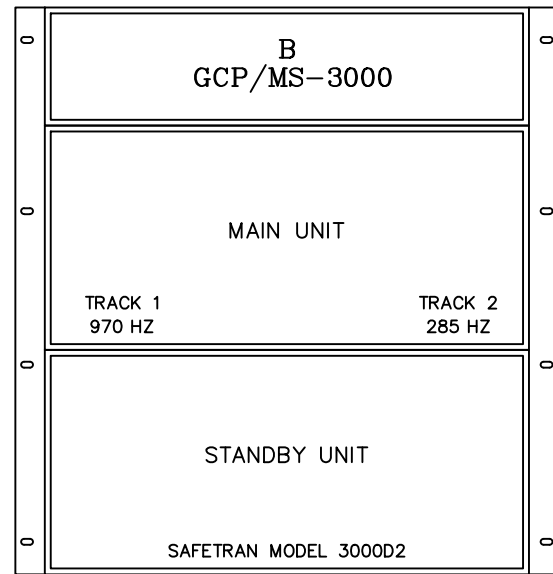 B
GCP/MS-3000
MAIN UNIT
TRACK 1
970 HZ
TRACK 2
285 HZ
STANDBY UNIT
SAFETRAN MODEL 3000D2